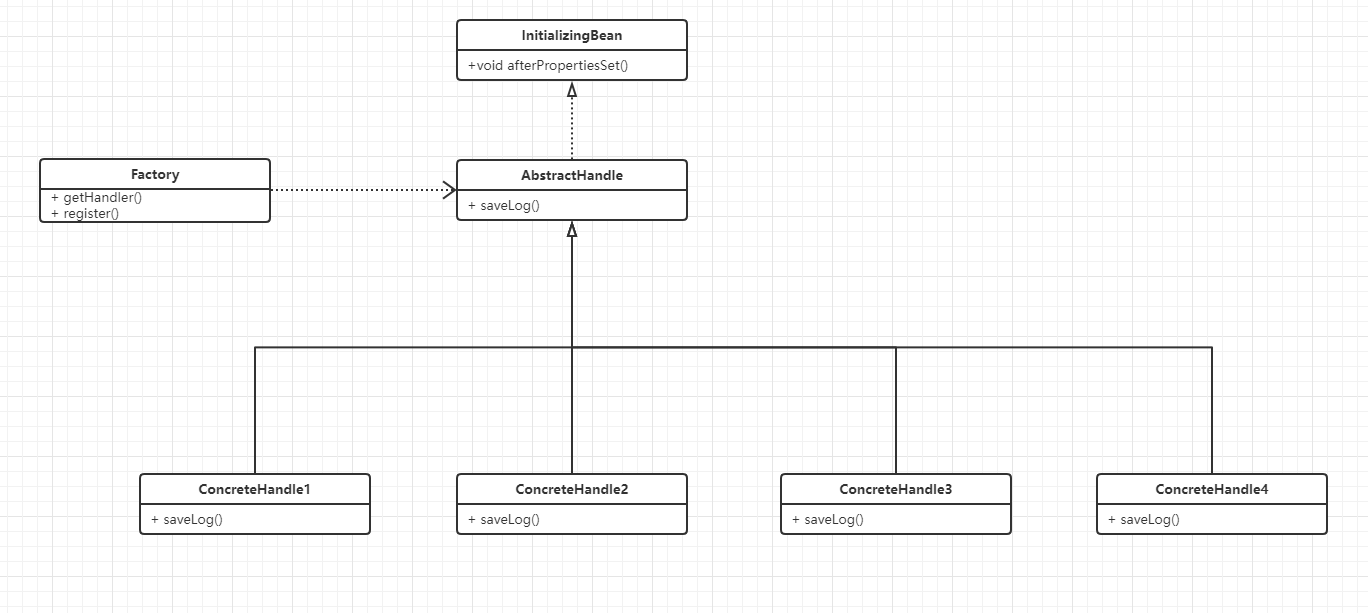 InitializingBean
+void afterPropertiesSet()
Factory
+ getHandler()
+ register()
AbstractHandle
+ saveLog()
ConcreteHandle1
+ saveLog()
ConcreteHandle2
+ saveLog()
ConcreteHandle3
+ saveLog()
ConcreteHandle4
+ saveLog()